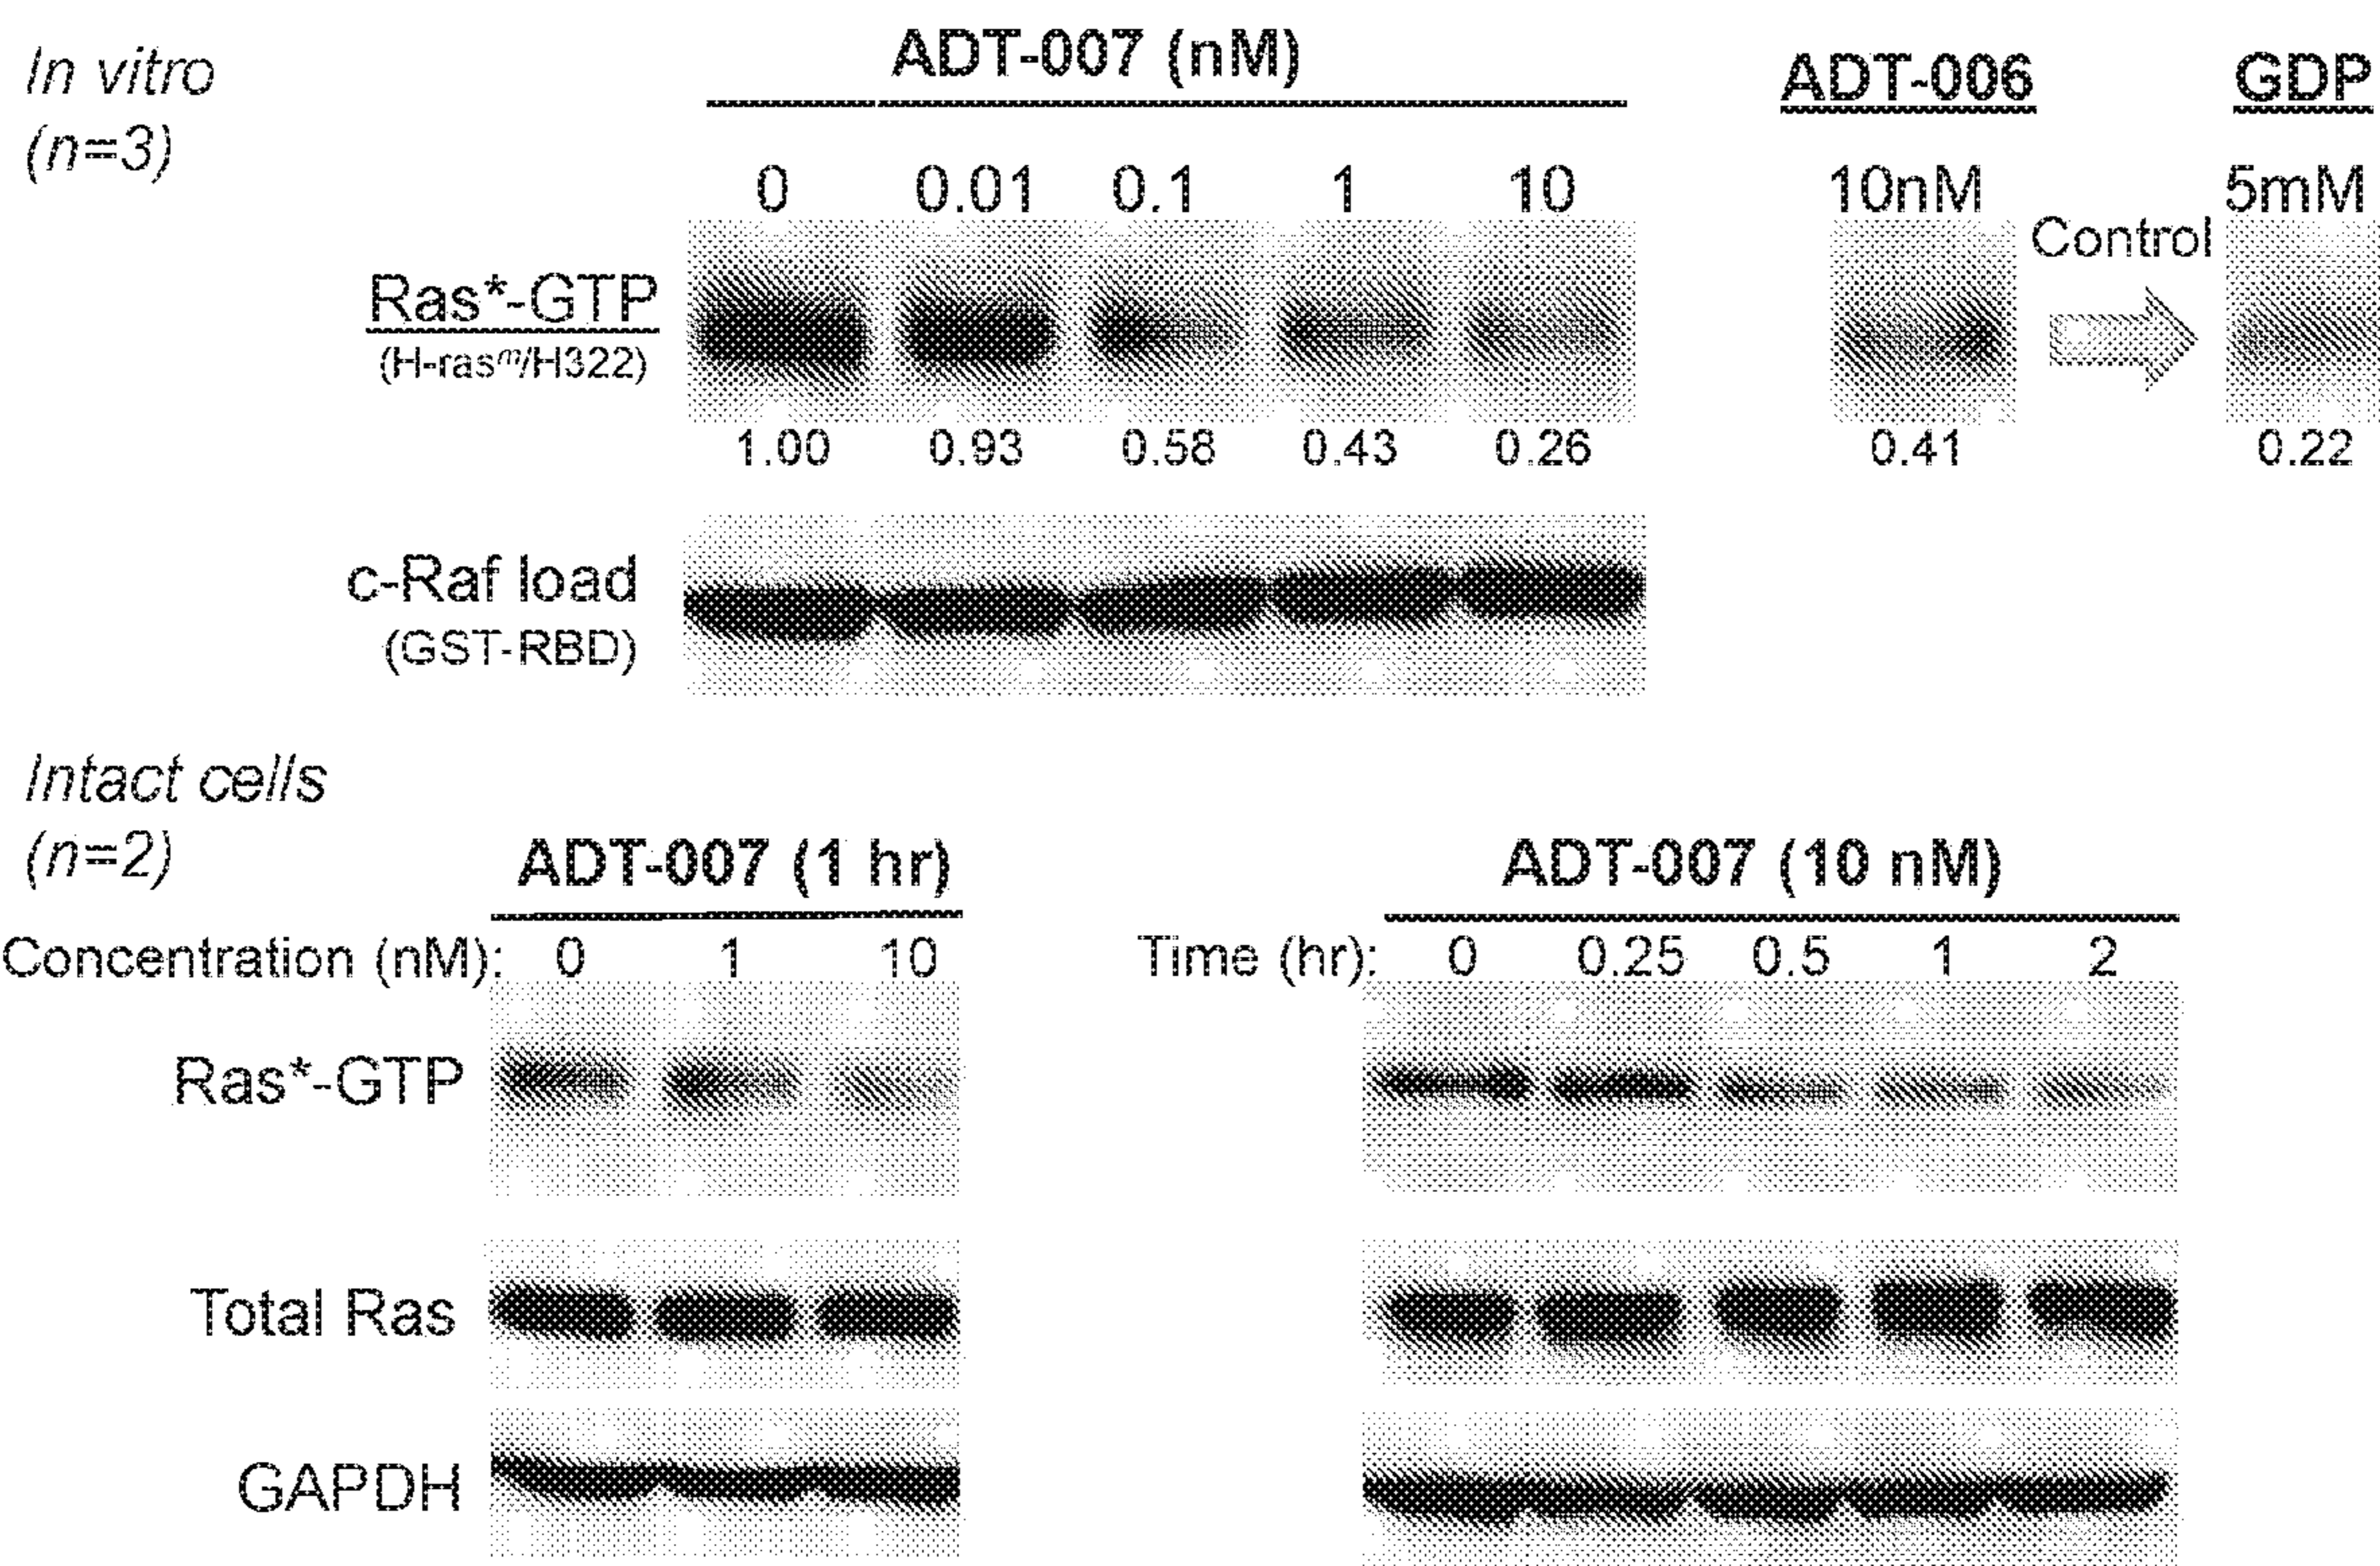 In vitro
(n=3)
ADT-007 (nM)
ADT-006
GDP
0 0.01 0.1 1 10
10nM
5mM
Control
Ras*-GTP
(H-rasᵐ/H322)
1.00 0.93 0.58 0.43 0.26
0.41
0.22
c-Raf load
(GST-RBD)
Intact cells
(n=2)
ADT-007 (1 hr)
ADT-007 (10 nM)
Concentration (nM): 0 1 10
Time (hr): 0 0.25 0.5 1 2
Ras*-GTP
Total Ras
GAPDH